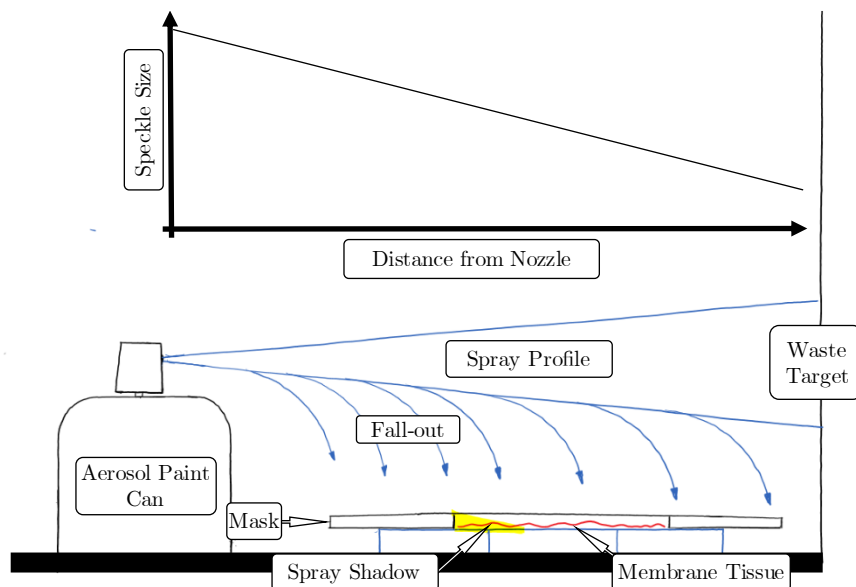 Speckle Size
Distance from Nozzle
Spray Profile
Waste
Target
Fall-out
Aerosol Paint
Can
Mask
Spray Shadow
Membrane Tissue